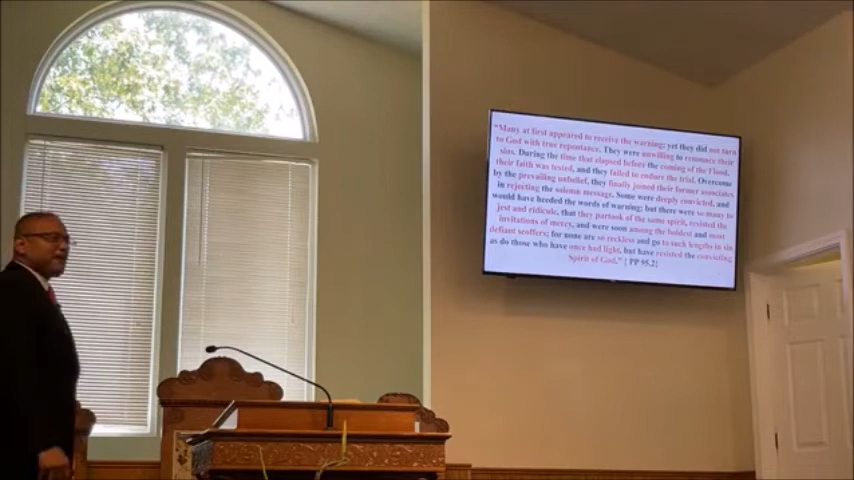 "Many at first appeared to receive the warning; yet they did not turn
to God with true repentance. They were unwilling to renounce their
sins. During the time that elapsed before the coming of the Flood,
their faith was tested, and they failed to endure the trial. Overcome
by the prevailing unbelief, they finally joined their former associates
in rejecting the solemn message. Some were deeply convicted, and
would have heeded the words of warning; but there were so many to
jest and ridicule, that they partook of the same spirit, resisted the
invitations of mercy, and were soon among the boldest and most
defiant scoffers; for none are so reckless and go to such lengths in sin
as do those who have once had light, but have resisted the convicting
Spirit of God." { PP 95.2}